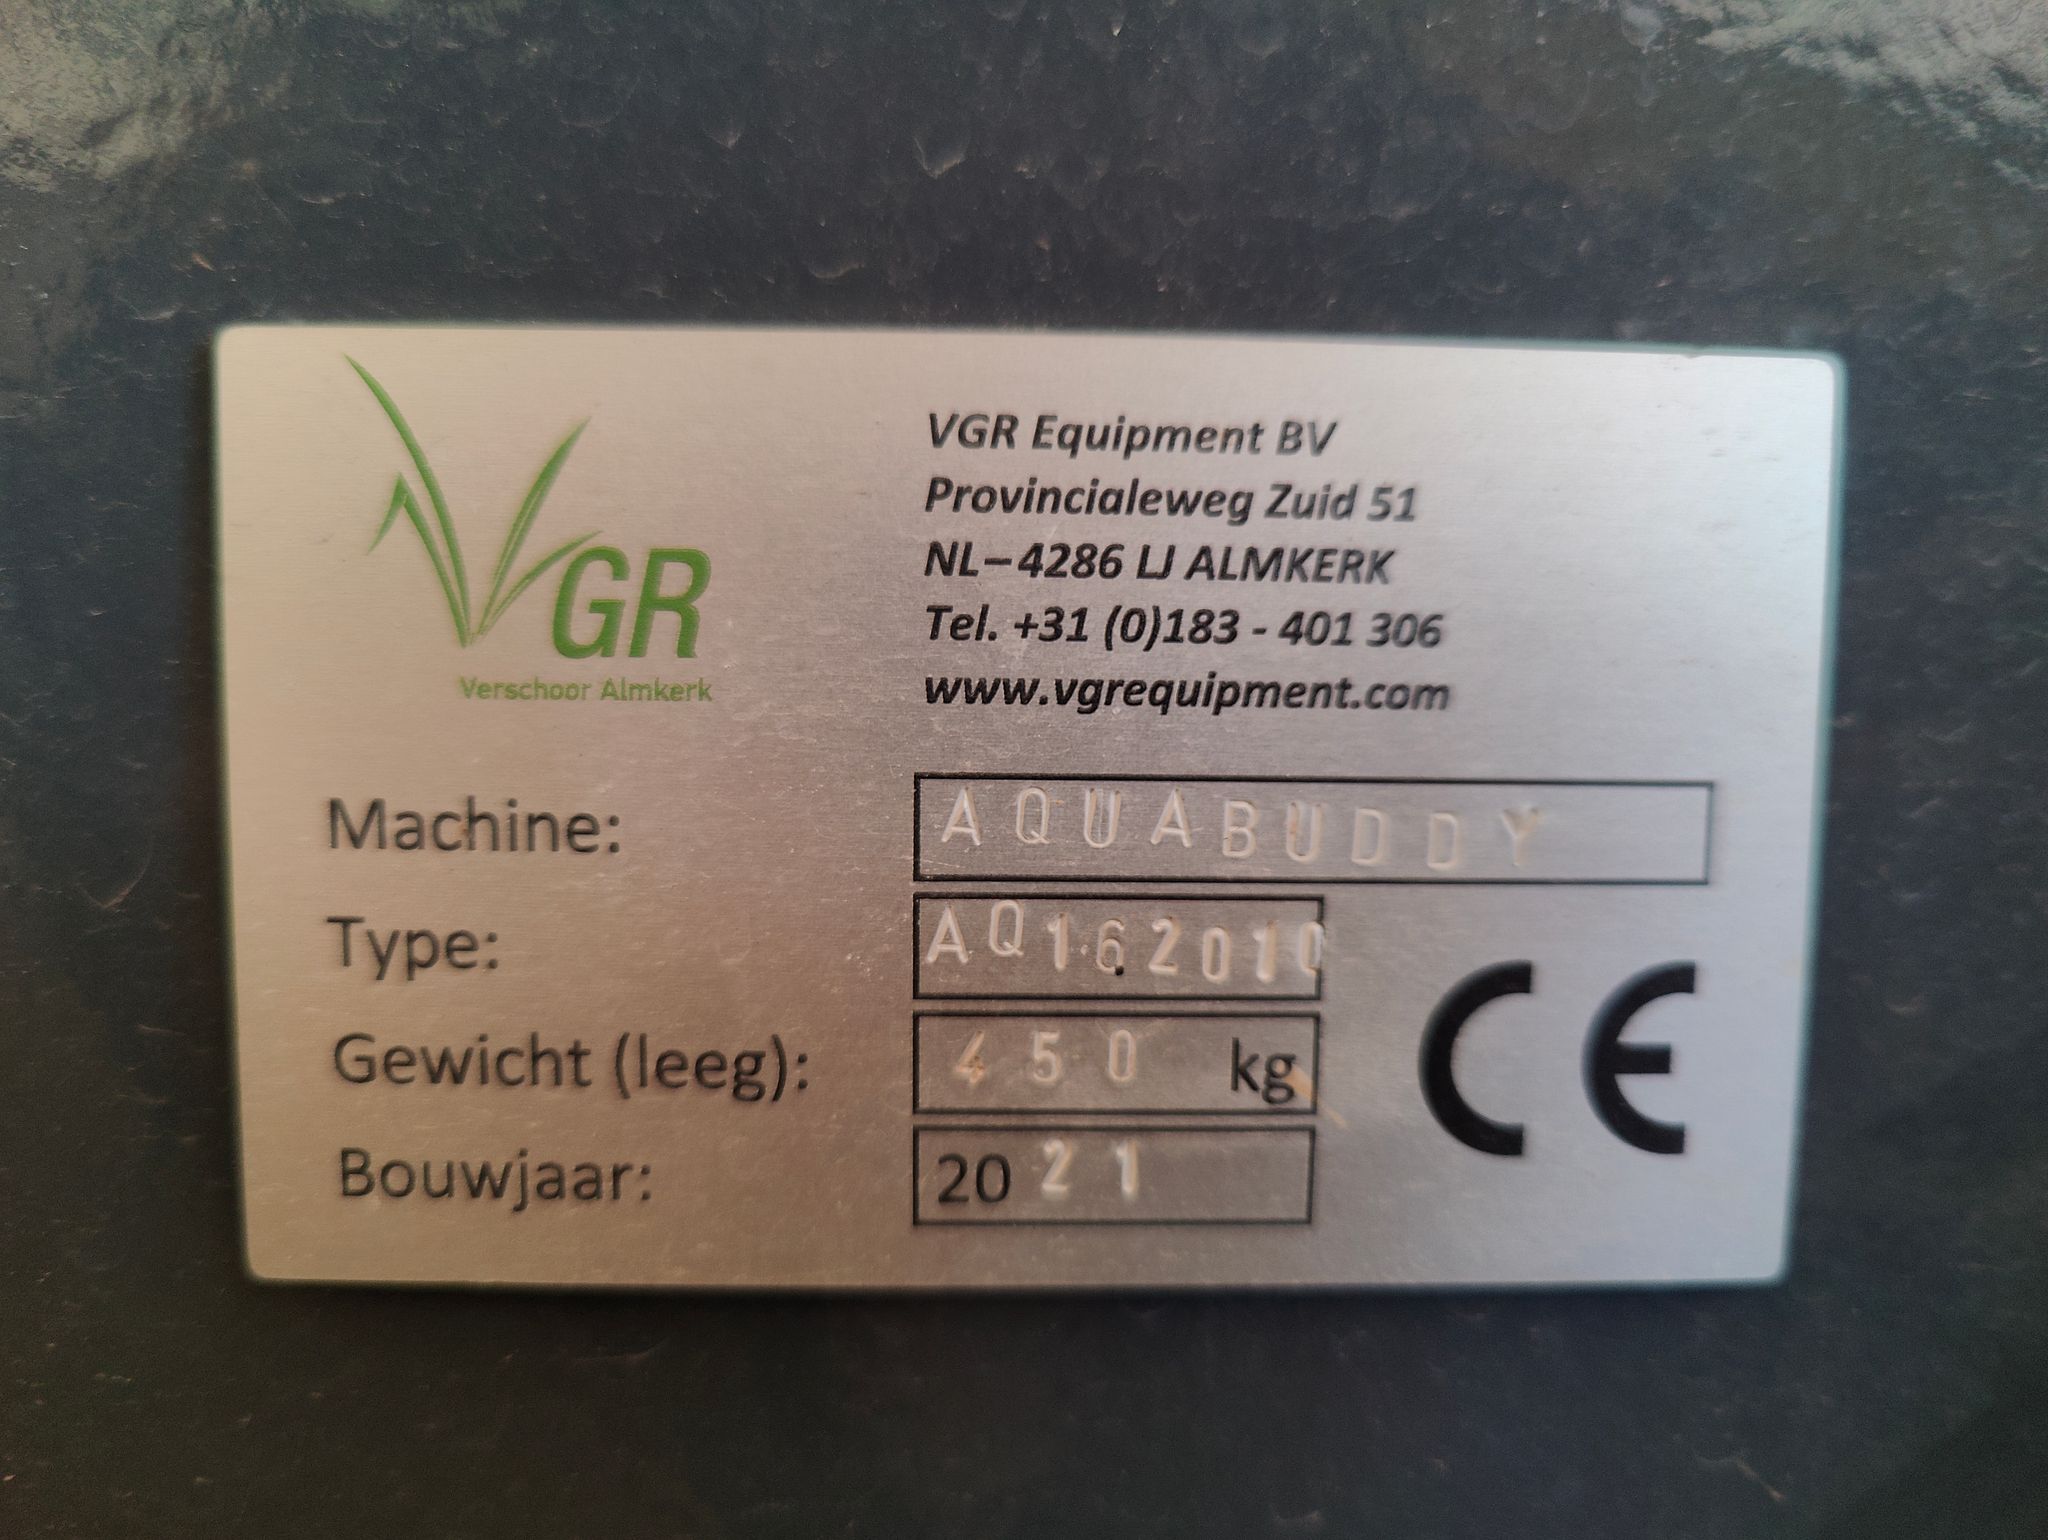 VGR
Verschoor Almkerk
VGR Equipment BV
Provincialeweg Zuid 51
NL–4286 LJ ALMKERK
Tel. +31 (0)183 - 401 306
www.vgrequipment.com
Machine: AQUABUDDY
Type: AQ16.2010
Gewicht (leeg): 450 kg
Bouwjaar: 2021
CE